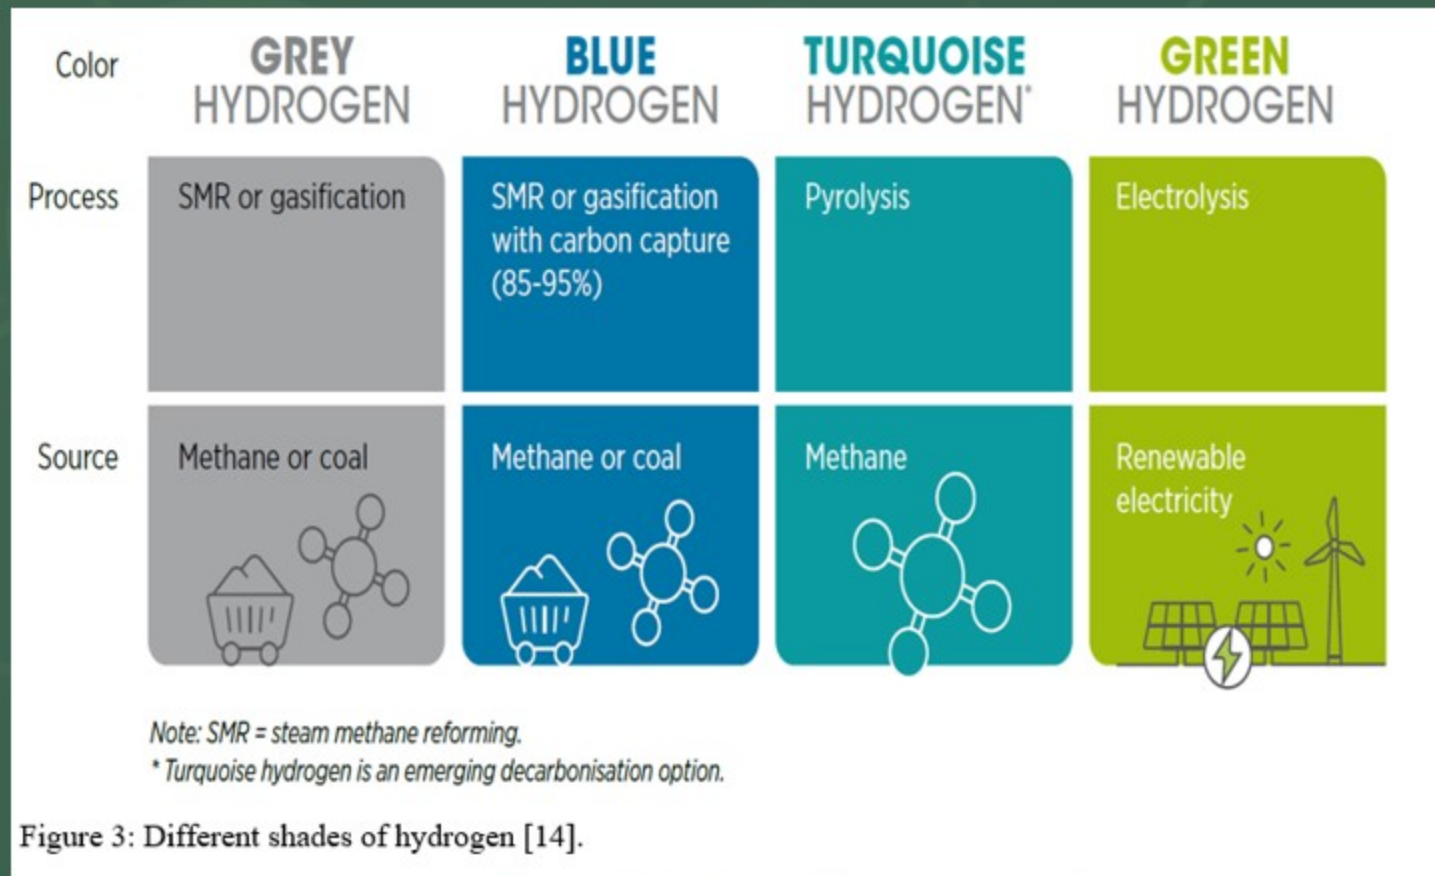 Color
GREY
HYDROGEN
BLUE
HYDROGEN
TURQUOISE
HYDROGEN*
GREEN
HYDROGEN
Process
SMR or gasification
SMR or gasification
with carbon capture
(85-95%)
Pyrolysis
Electrolysis
Source
Methane or coal
Methane or coal
Methane
Renewable
electricity
Note: SMR = steam methane reforming.
* Turquoise hydrogen is an emerging decarbonisation option.
Figure 3: Different shades of hydrogen [14].